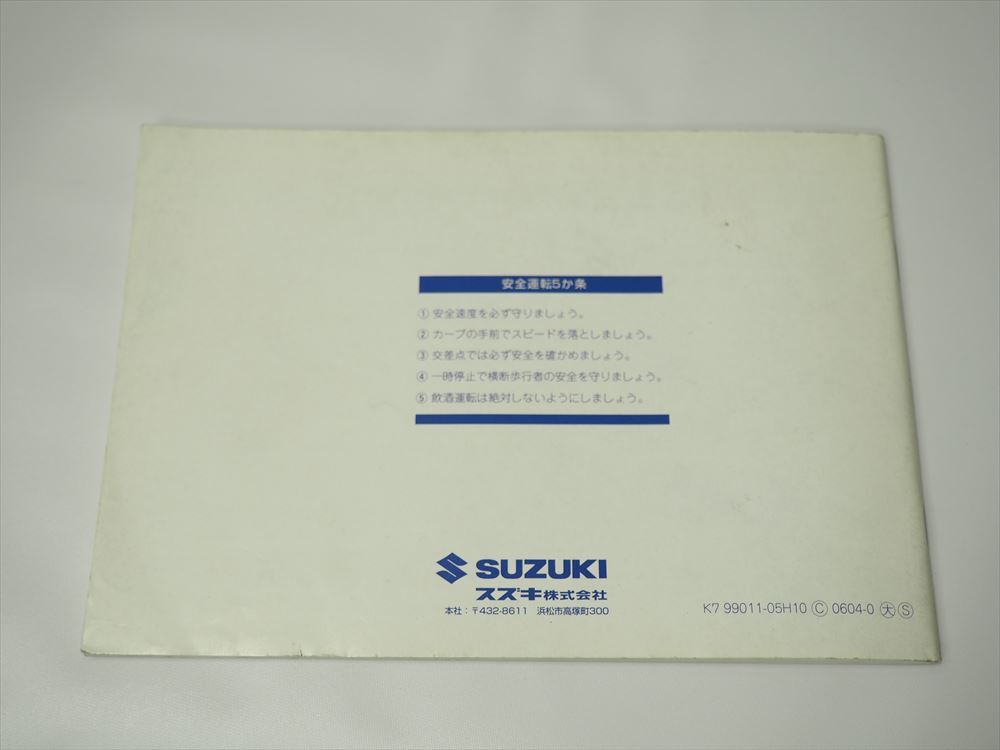 安全運転5か条
① 安全速度を必ず守りましょう。
② カーブの手前でスピードを落としましょう。
③ 交差点では必ず安全を確かめましょう。
④ 一時停止で横断歩行者の安全を守りましょう。
⑤ 飲酒運転は絶対しないようにしましょう。
SUZUKI
スズキ株式会社
本社：〒432-8611 浜松市高塚町300
K7 99011-05H10 Ⓒ 0604-0 ㊛ Ⓢ